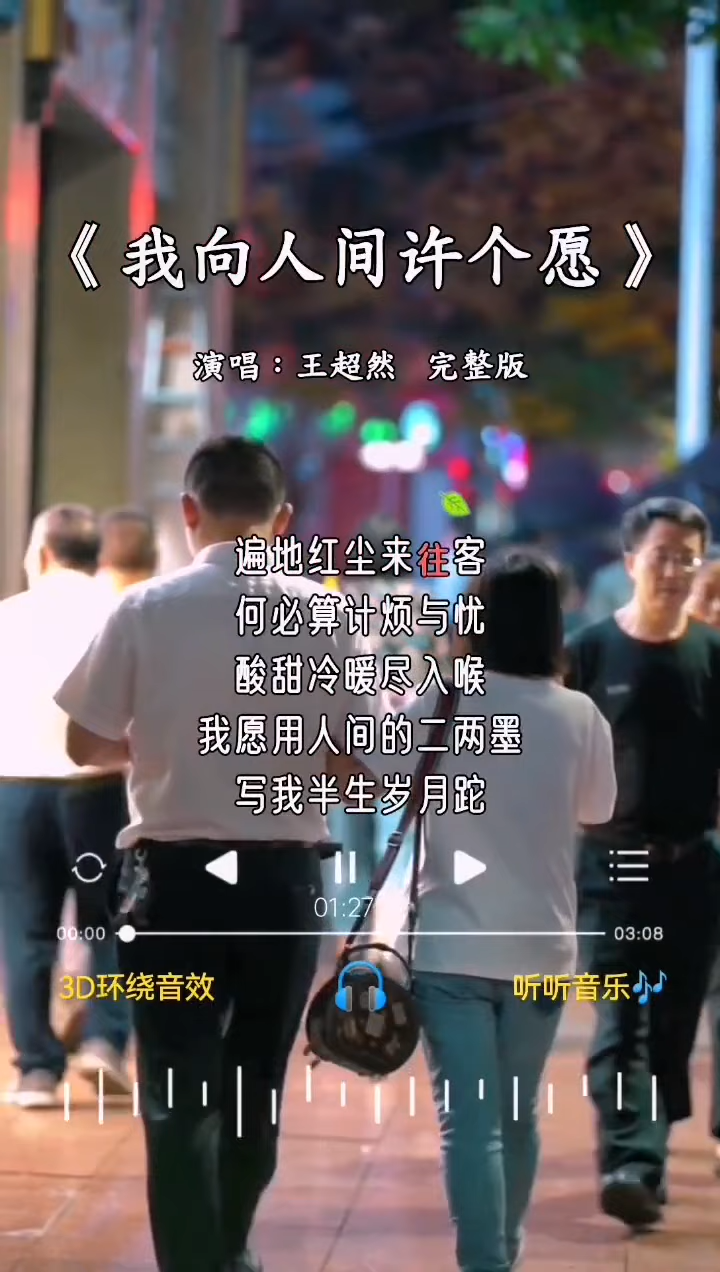 《我向人间许个愿》
演唱：王超然 完整版
遍地红尘来往客
何必算计烦与忧
酸甜冷暖尽入喉
我愿用人间的二两墨
写我半生岁月跎
01:27
00:00 03:08
3D环绕音效 听听音乐